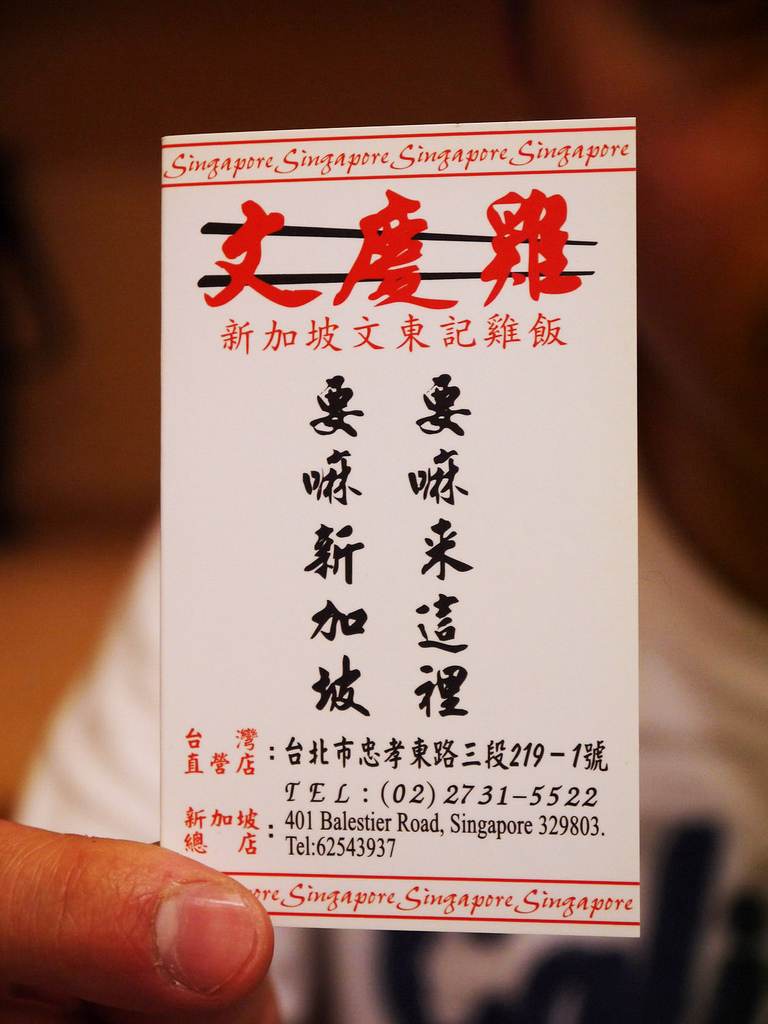 Singapore Singapore Singapore Singapore
文慶雞
新加坡文東記雞飯
要嘛来這裡
要嘛新加坡
台灣直營店：台北市忠孝東路三段219－1號
TEL：(02)2731－5522
新加坡總店：401 Balestier Road, Singapore 329803.
Tel:62543937
ore Singapore Singapore Singapore